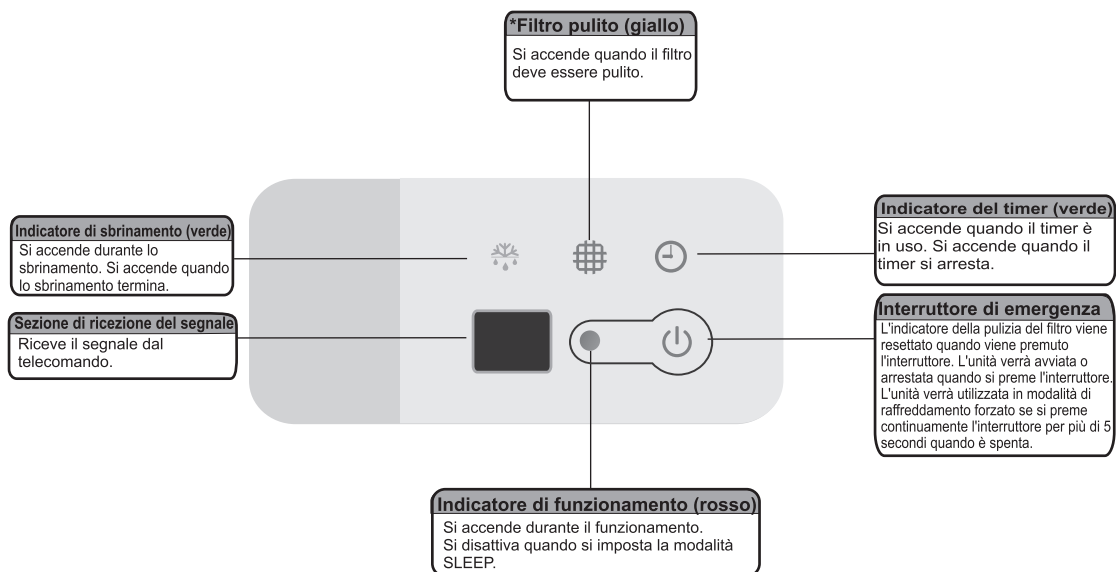 *Filtro pulito (giallo)
Si accende quando il filtro
deve essere pulito.
Indicatore di sbrinamento (verde)
Si accende durante lo
sbrinamento. Si accende quando
lo sbrinamento termina.
Sezione di ricezione del segnale
Riceve il segnale dal
telecomando.
Indicatore del timer (verde)
Si accende quando il timer è
in uso. Si accende quando il
timer si arresta.
Interruttore di emergenza
L'indicatore della pulizia del filtro viene
resettato quando viene premuto
l'interruttore. L'unità verrà avviata o
arrestata quando si preme l'interruttore.
L'unità verrà utilizzata in modalità di
raffreddamento forzato se si preme
continuamente l'interruttore per più di 5
secondi quando è spenta.
Indicatore di funzionamento (rosso)
Si accende durante il funzionamento.
Si disattiva quando si imposta la modalità
SLEEP.